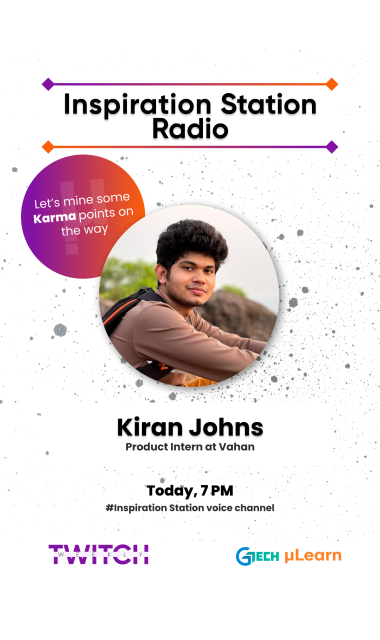 Inspiration Station
Radio
Let's mine some
Karma points on
the way
Kiran Johns
Product Intern at Vahan
Today, 7 PM
#Inspiration Station voice channel
TWITCH
WEEKLY
GTECH µLearn